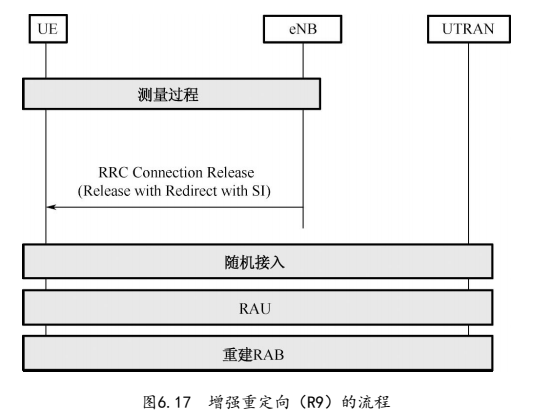 UE eNB UTRAN
测量过程
RRC Connection Release
(Release with Redirect with SI)
随机接入
RAU
重建RAB
图6.17 增强重定向（R9）的流程